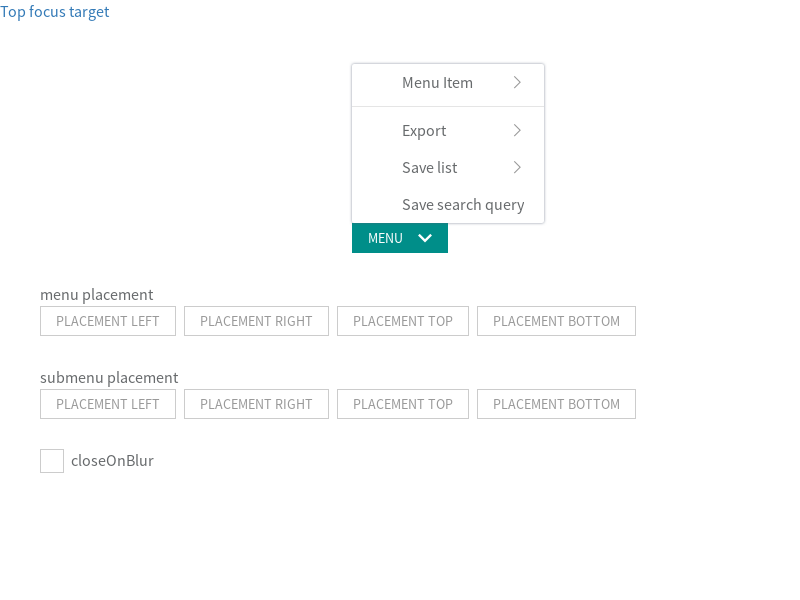 Top focus target
Menu Item
Export
Save list
Save search query
MENU
menu placement
PLACEMENT LEFT PLACEMENT RIGHT PLACEMENT TOP PLACEMENT BOTTOM
submenu placement
PLACEMENT LEFT PLACEMENT RIGHT PLACEMENT TOP PLACEMENT BOTTOM
closeOnBlur